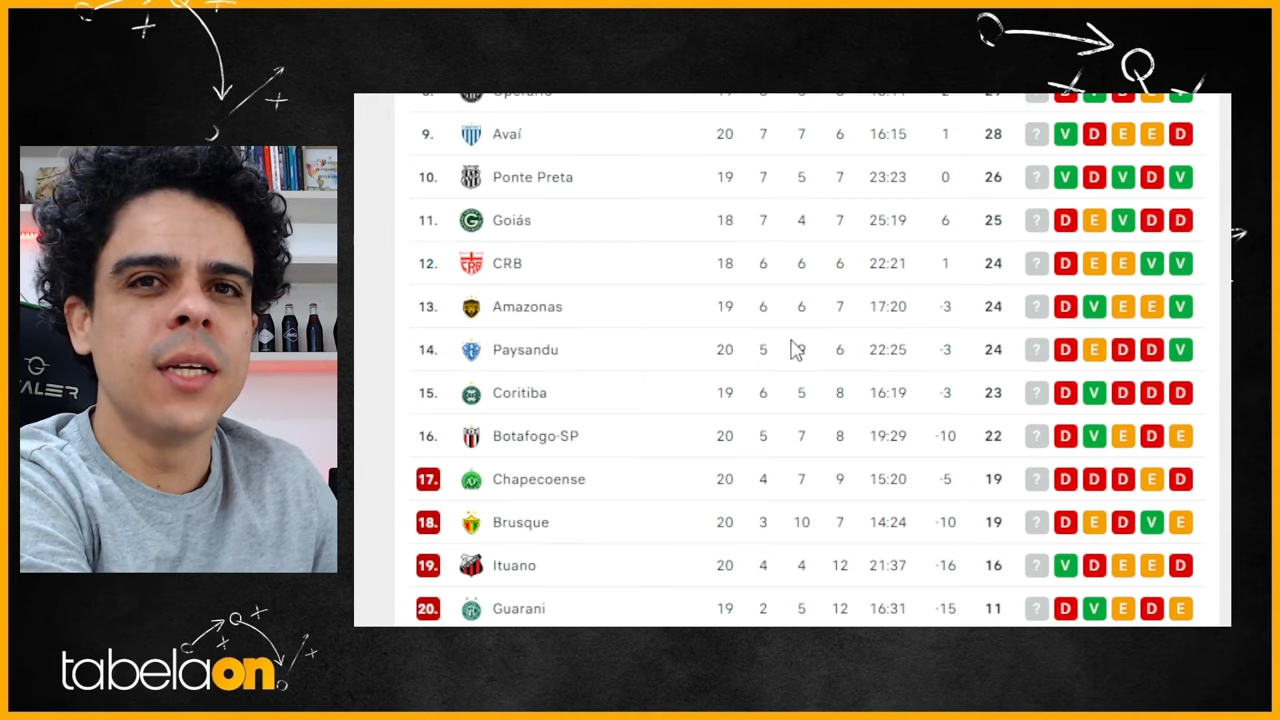 9. Avaí 20 7 7 6 16:15 1 28 ? V D E E D
10. Ponte Preta 19 7 5 7 23:23 0 26 ? V D V D V
11. Goiás 18 7 4 7 25:19 6 25 ? D E V D D
12. CRB 18 6 6 6 22:21 1 24 ? D E E V V
13. Amazonas 19 6 6 7 17:20 -3 24 ? D V E E V
14. Paysandu 20 5 6 22:25 -3 24 ? D E D D V
15. Coritiba 19 6 5 8 16:19 -3 23 ? D V D D D
16. Botafogo-SP 20 5 7 8 19:29 -10 22 ? D V E D E
17. Chapecoense 20 4 7 9 15:20 -5 19 ? D D D E D
18. Brusque 20 3 10 7 14:24 -10 19 ? D E D V E
19. Ituano 20 4 4 12 21:37 -16 16 ? V D E E D
20. Guarani 19 2 5 12 16:31 -15 11 ? D V E D E
ALER
tabelaon